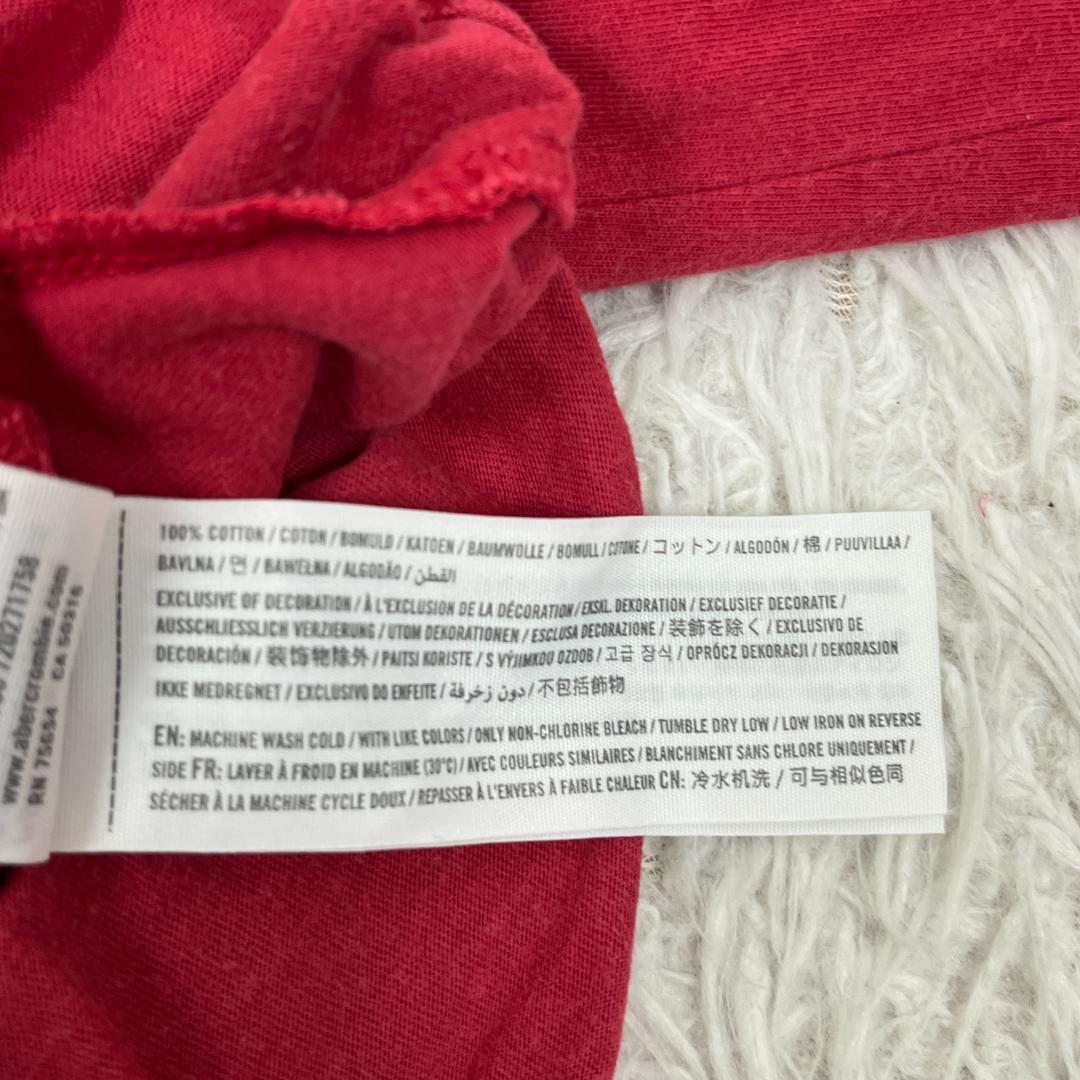 100% COTTON / COTON / BOMULD / KATOEN / BAUMWOLLE / BOMULL / COTONE / コットン / ALGODÓN / 棉 / PUUVILLAA /
BAVLNA / 면 / BAWEŁNA / ALGODÃO / القطن
EXCLUSIVE OF DECORATION / À L'EXCLUSION DE LA DÉCORATION / EKSKL. DEKORATION / EXCLUSIEF DECORATIE /
AUSSCHLIESSLICH VERZIERUNG / UTOM DEKORATIONEN / ESCLUSA DECORAZIONE / 装飾を除く / EXCLUSIVO DE
DECORACIÓN / 装饰物除外 / PAITSI KORISTE / S VÝJIMKOU OZDOB / 고급 장식 / OPRÓCZ DEKORACJI / DEKORASJON
IKKE MEDREGNET / EXCLUSIVO DO ENFEITE / دون زخرفة / 不包括飾物
EN: MACHINE WASH COLD / WITH LIKE COLORS / ONLY NON-CHLORINE BLEACH / TUMBLE DRY LOW / LOW IRON ON REVERSE
SIDE FR: LAVER À FROID EN MACHINE (30°C) / AVEC COULEURS SIMILAIRES / BLANCHIMENT SANS CHLORE UNIQUEMENT /
SÉCHER À LA MACHINE CYCLE DOUX / REPASSER À L'ENVERS À FAIBLE CHALEUR CN: 冷水机洗 / 可与相似色同
720271758
www.abercrombie.com
RN 75654 CA 50316